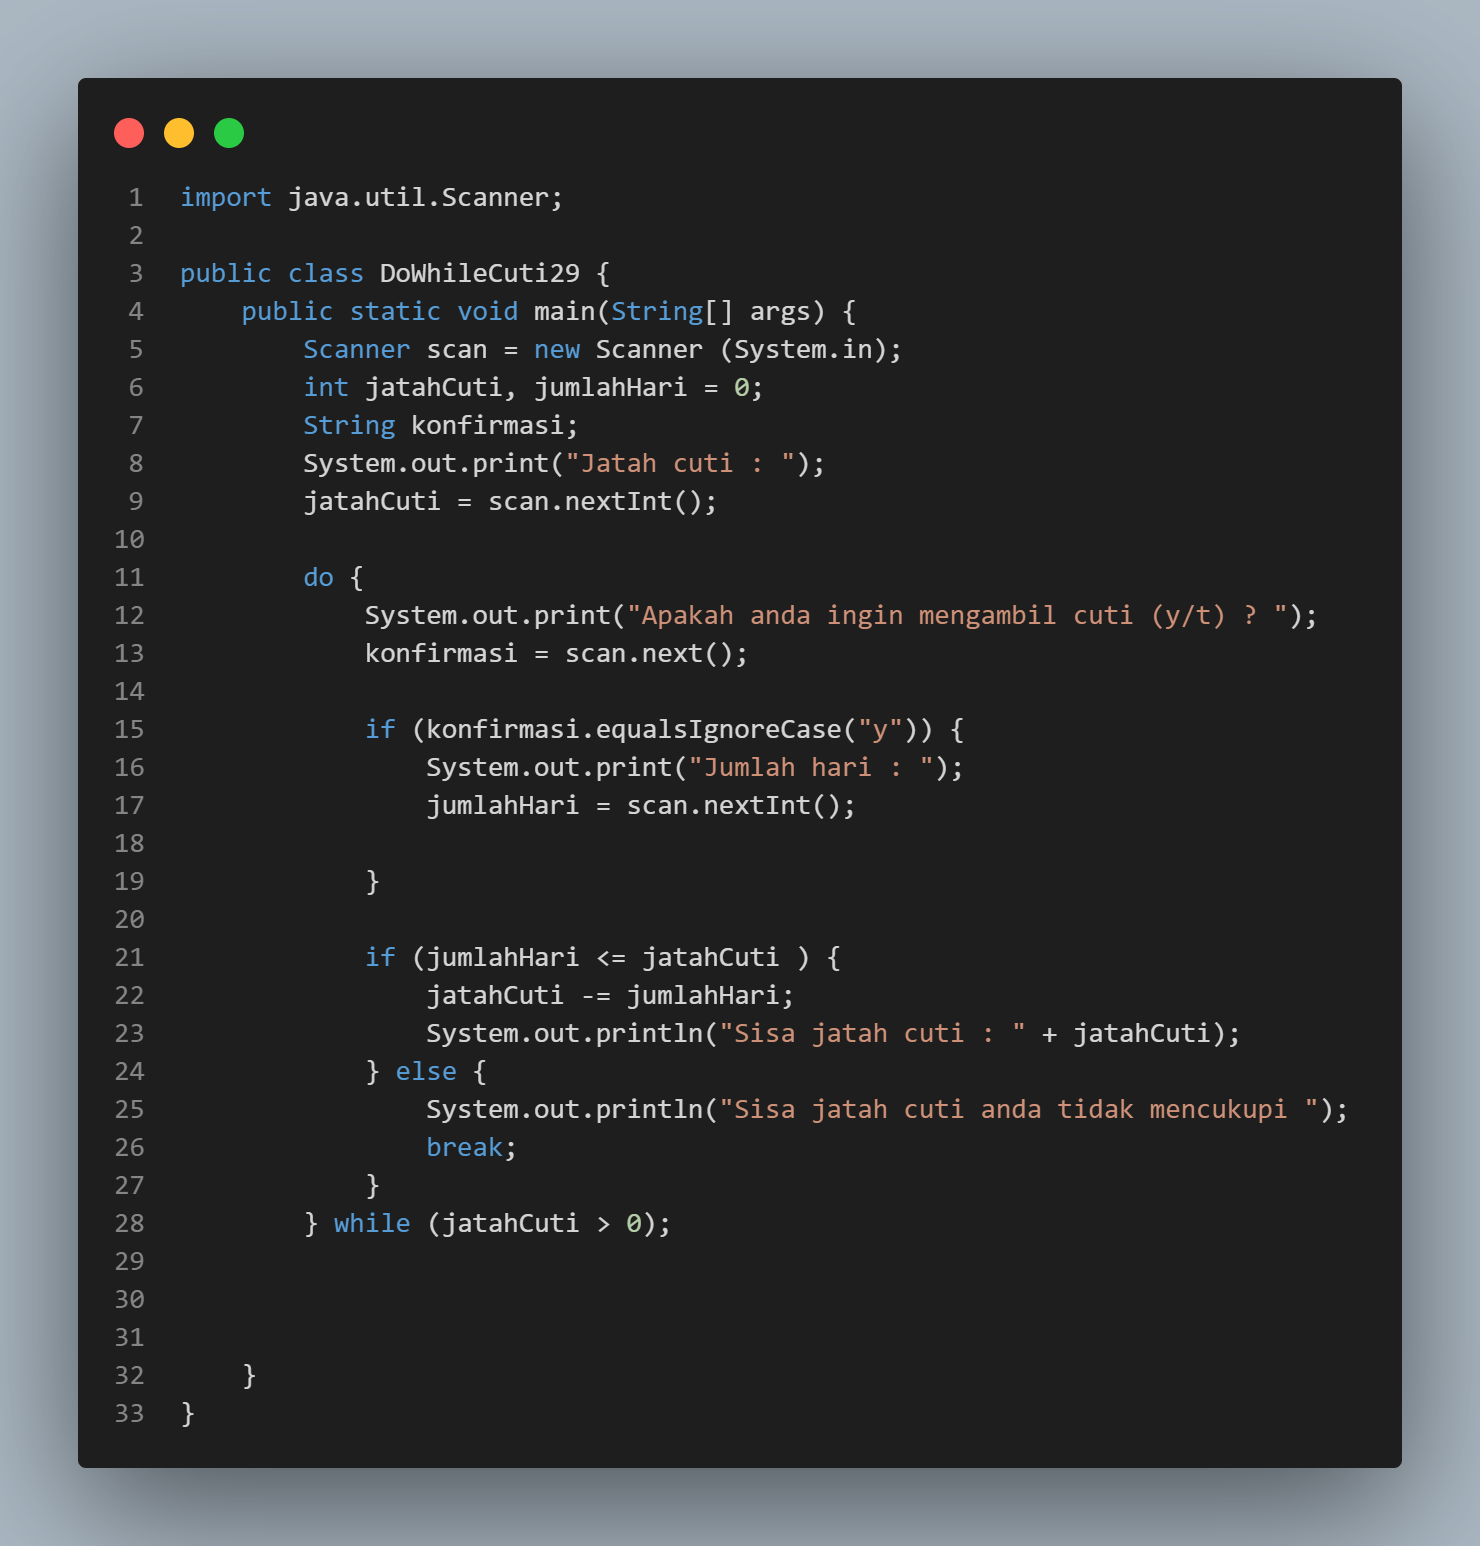 1 import java.util.Scanner;
2
3 public class DoWhileCuti29 {
4     public static void main(String[] args) {
5         Scanner scan = new Scanner (System.in);
6         int jatahCuti, jumlahHari = 0;
7         String konfirmasi;
8         System.out.print("Jatah cuti : ");
9         jatahCuti = scan.nextInt();
10
11         do {
12             System.out.print("Apakah anda ingin mengambil cuti (y/t) ? ");
13             konfirmasi = scan.next();
14
15             if (konfirmasi.equalsIgnoreCase("y")) {
16                 System.out.print("Jumlah hari : ");
17                 jumlahHari = scan.nextInt();
18
19             }
20
21             if (jumlahHari <= jatahCuti ) {
22                 jatahCuti -= jumlahHari;
23                 System.out.println("Sisa jatah cuti : " + jatahCuti);
24             } else {
25                 System.out.println("Sisa jatah cuti anda tidak mencukupi ");
26                 break;
27             }
28         } while (jatahCuti > 0);
29
30
31
32     }
33 }